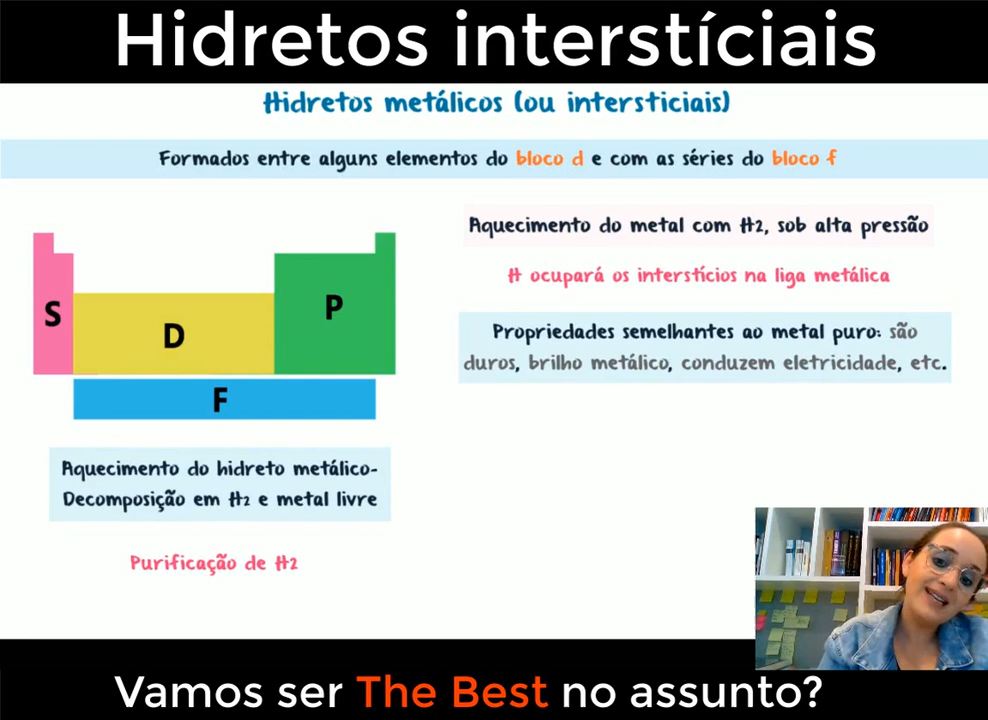 Hidretos interstíciais
Hidretos metálicos (ou intersticiais)
Formados entre alguns elementos do bloco d e com as séries do bloco f
Aquecimento do metal com H2, sob alta pressão
H ocupará os interstícios na liga metálica
Propriedades semelhantes ao metal puro: são
duros, brilho metálico, conduzem eletricidade, etc.
S
D
P
F
Aquecimento do hidreto metálico-
Decomposição em H2 e metal livre
Purificação de H2
Vamos ser The Best no assunto?